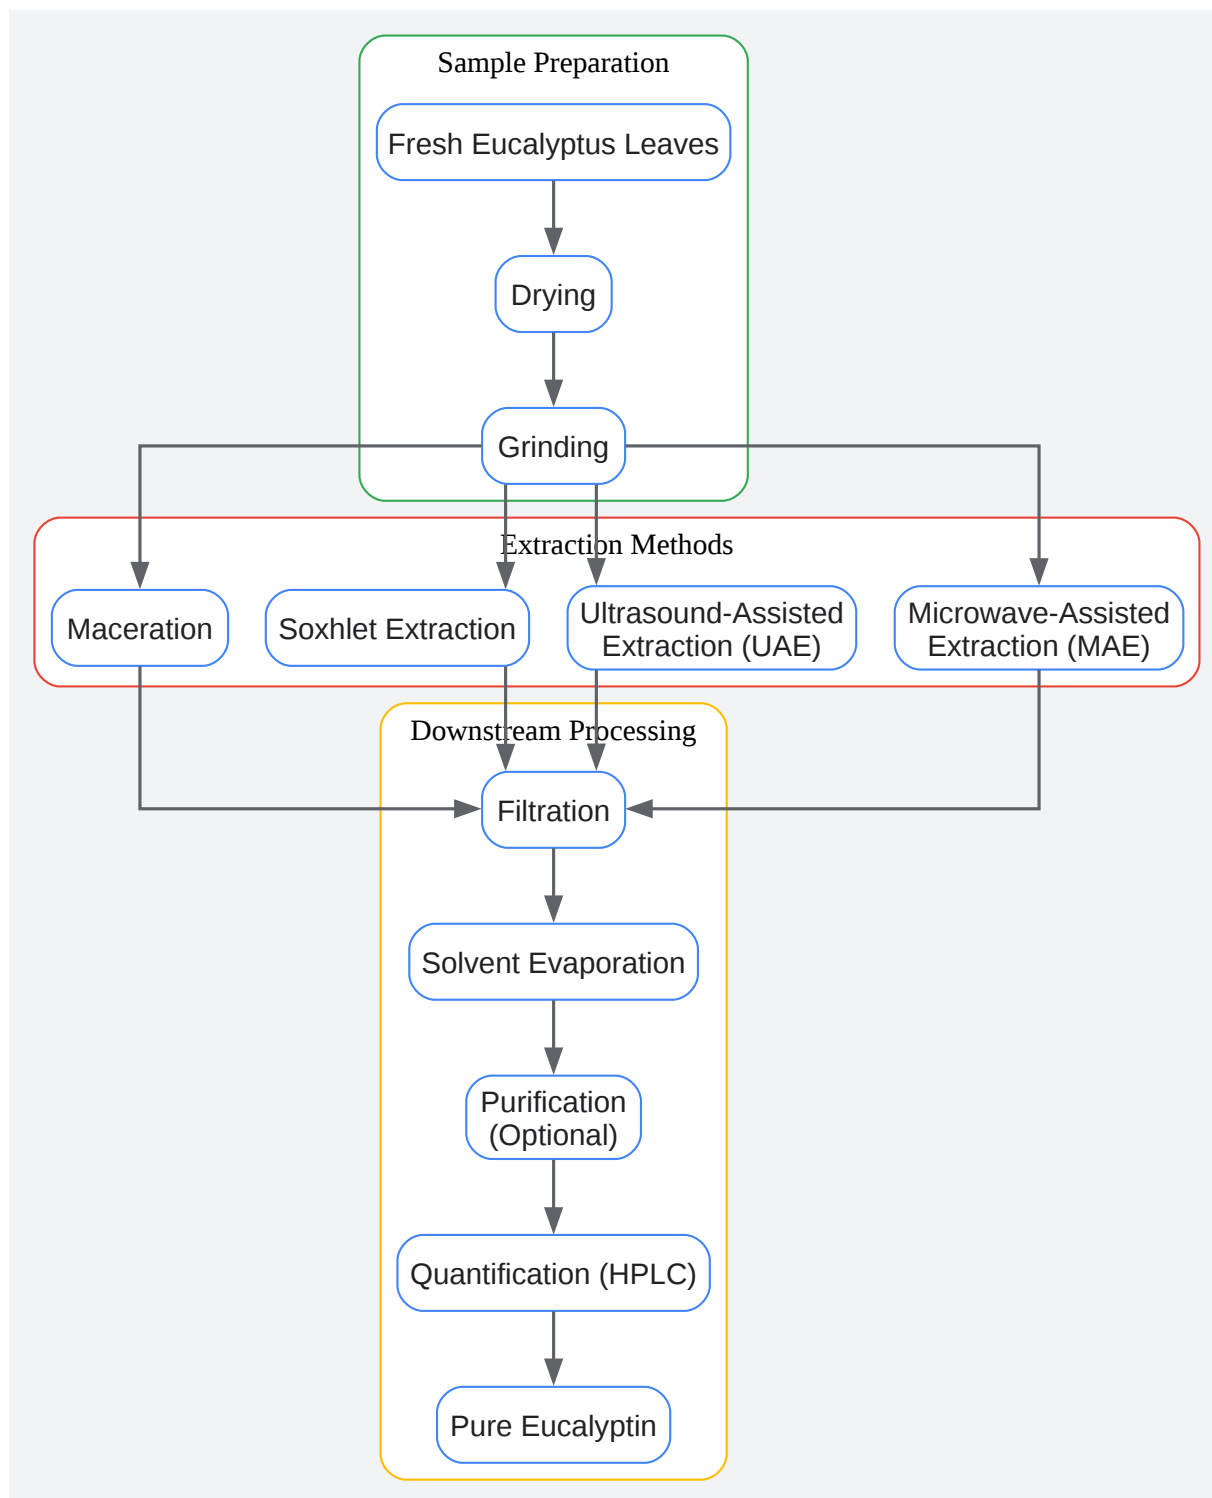 Sample Preparation
Fresh Eucalyptus Leaves
Drying
Grinding
Extraction Methods
Maceration
Soxhlet Extraction
Ultrasound-Assisted
Extraction (UAE)
Microwave-Assisted
Extraction (MAE)
Downstream Processing
Filtration
Solvent Evaporation
Purification
(Optional)
Quantification (HPLC)
Pure Eucalyptin